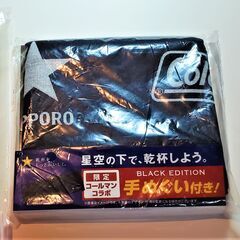 PORO
Col
星空の下で、乾杯しよう。
限定
コールマン
コラボ
BLACK EDITION
手ぬぐい付き!